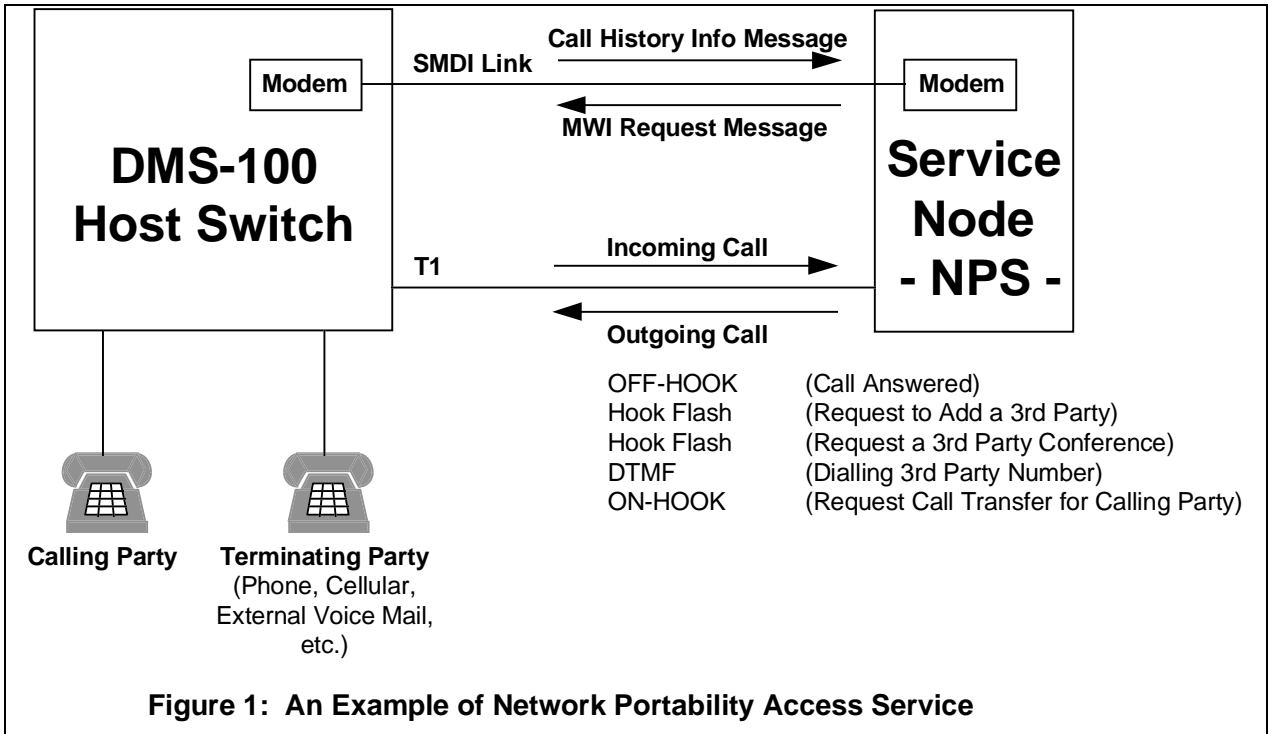 Call History Info Message
SMDI Link
Modem
Modem
MWI Request Message
DMS-100
Host Switch
Service
Node
- NPS -
Incoming Call
T1
Outgoing Call
OFF-HOOK (Call Answered)
Hook Flash (Request to Add a 3rd Party)
Hook Flash (Request a 3rd Party Conference)
DTMF (Dialling 3rd Party Number)
ON-HOOK (Request Call Transfer for Calling Party)
Calling Party
Terminating Party
(Phone, Cellular,
External Voice Mail,
etc.)
Figure 1: An Example of Network Portability Access Service